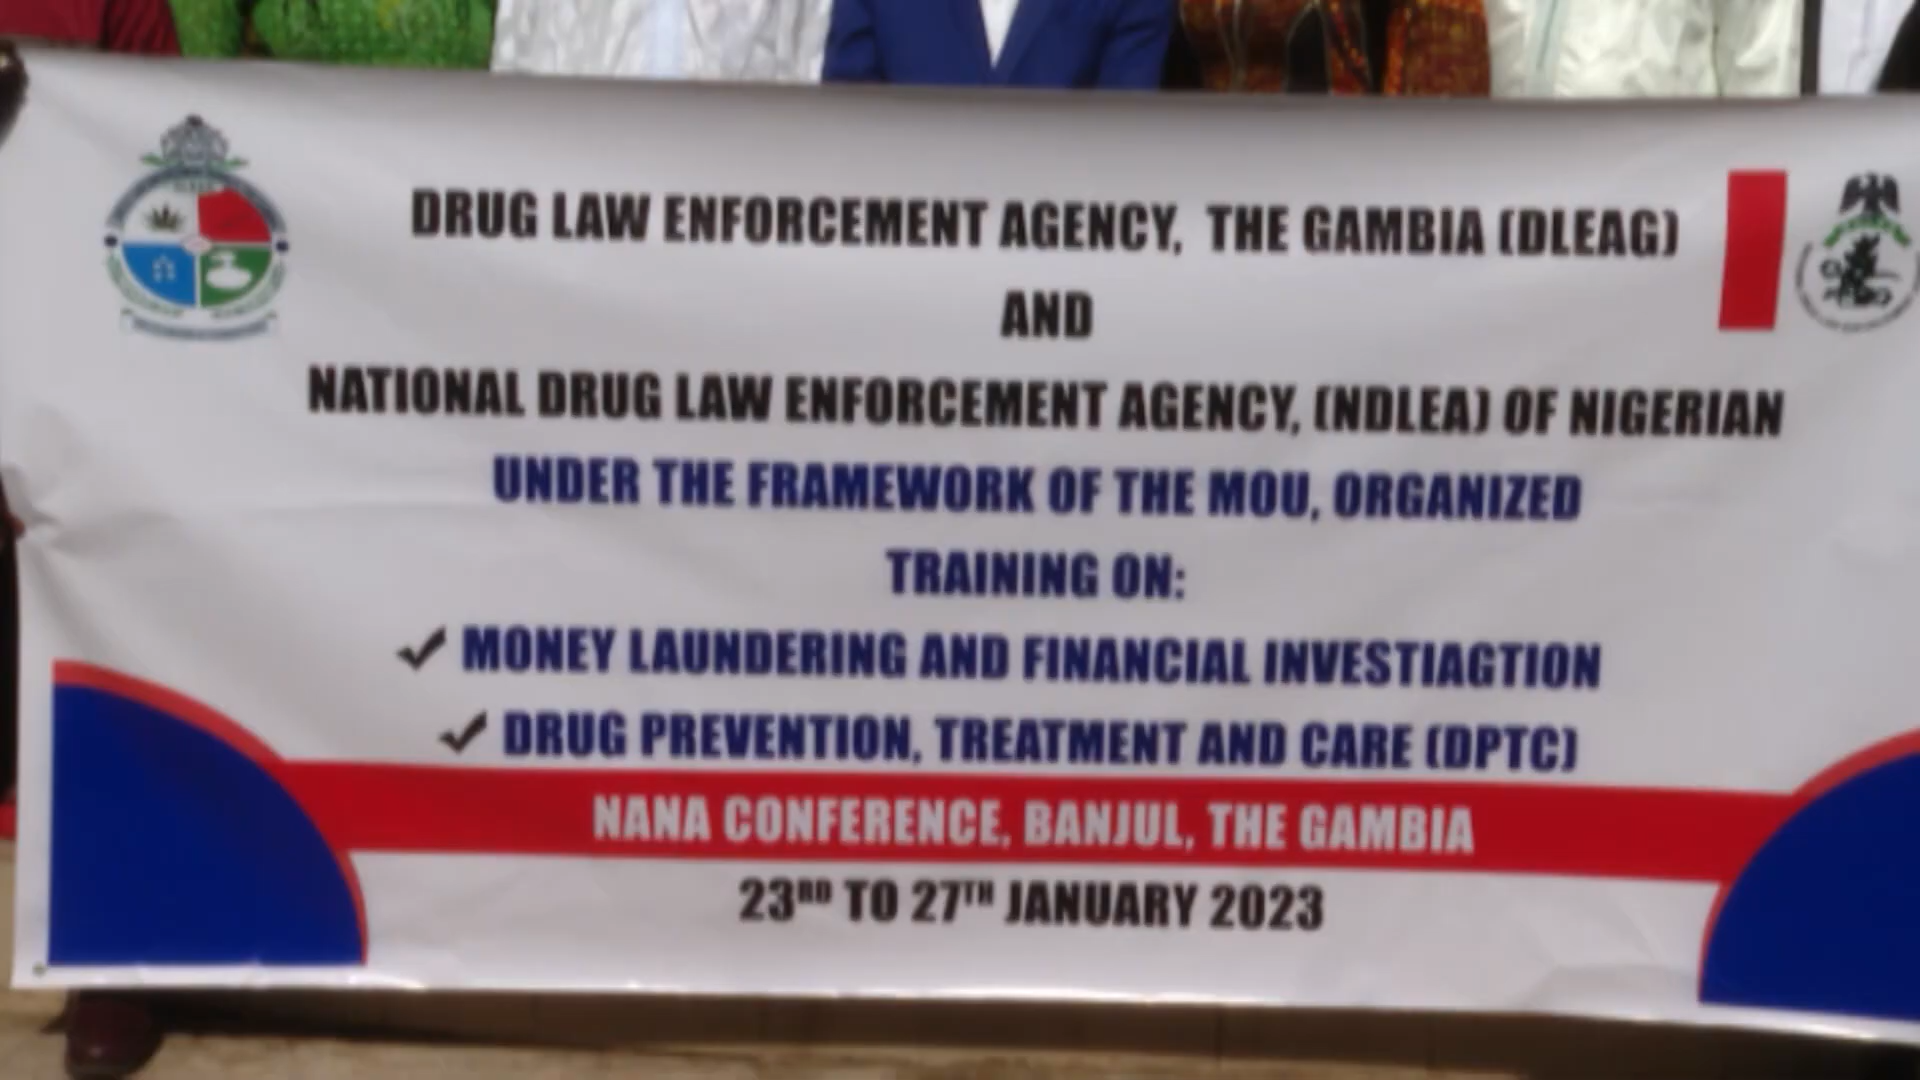 DRUG LAW ENFORCEMENT AGENCY, THE GAMBIA (DLEAG)
AND
NATIONAL DRUG LAW ENFORCEMENT AGENCY, (NDLEA) OF NIGERIAN
UNDER THE FRAMEWORK OF THE MOU, ORGANIZED
TRAINING ON:
✓ MONEY LAUNDERING AND FINANCIAL INVESTIAGTION
✓ DRUG PREVENTION, TREATMENT AND CARE (DPTC)
NANA CONFERENCE, BANJUL, THE GAMBIA
23RD TO 27TH JANUARY 2023